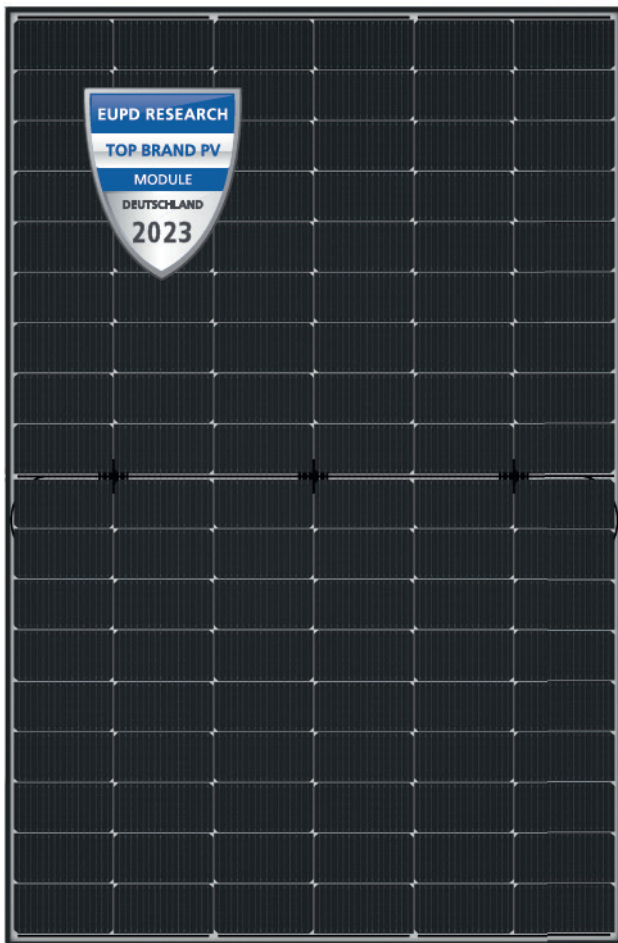 EUPD RESEARCH
TOP BRAND PV
MODULE
DEUTSCHLAND
2023